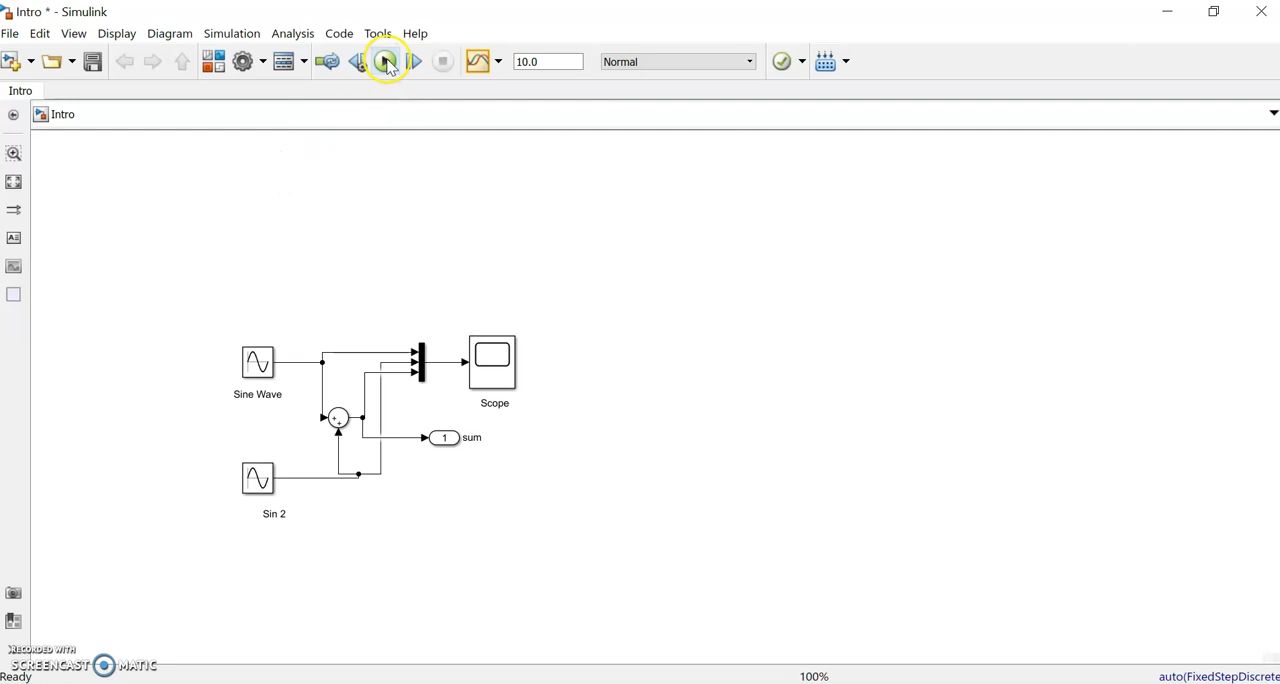 Intro * - Simulink
File Edit View Display Diagram Simulation Analysis Code Tools Help
10.0 Normal
Intro
Intro
Sine Wave
Scope
1 sum
Sin 2
RECORDED WITH
SCREENCAST MATIC
Ready 100% auto(FixedStepDiscrete